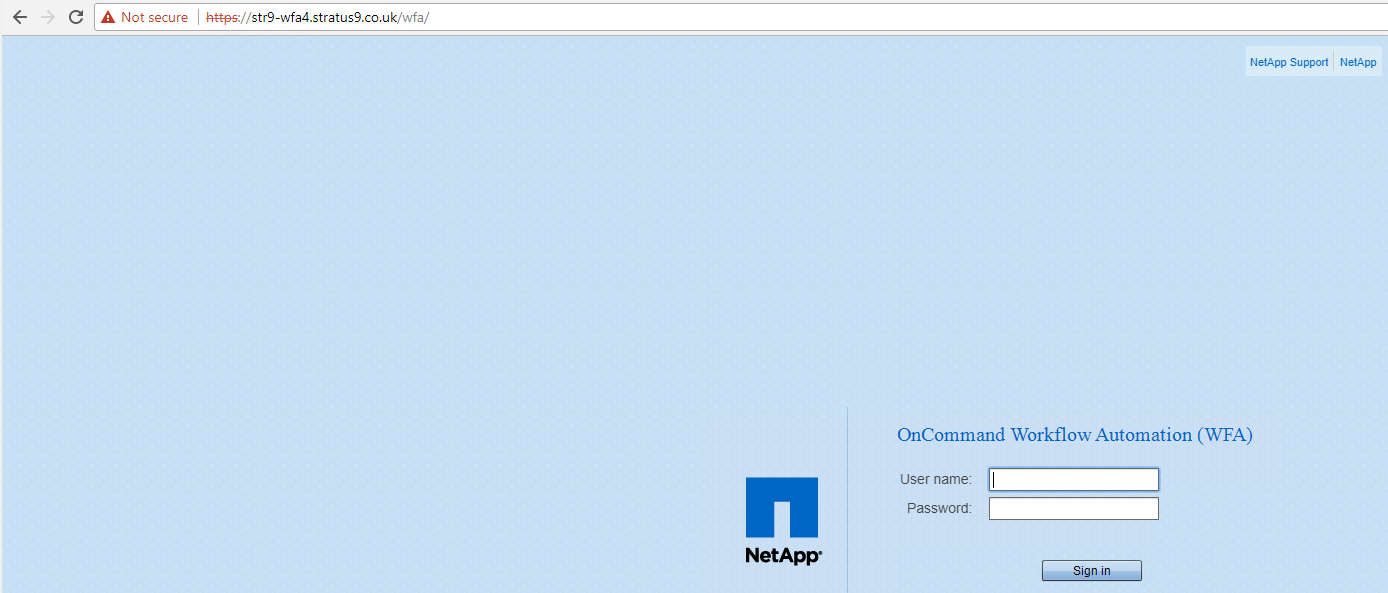 Not secure | https://str9-wfa4.stratus9.co.uk/wfa/
NetApp Support | NetApp
OnCommand Workflow Automation (WFA)
User name:
Password:
NetApp
Sign in